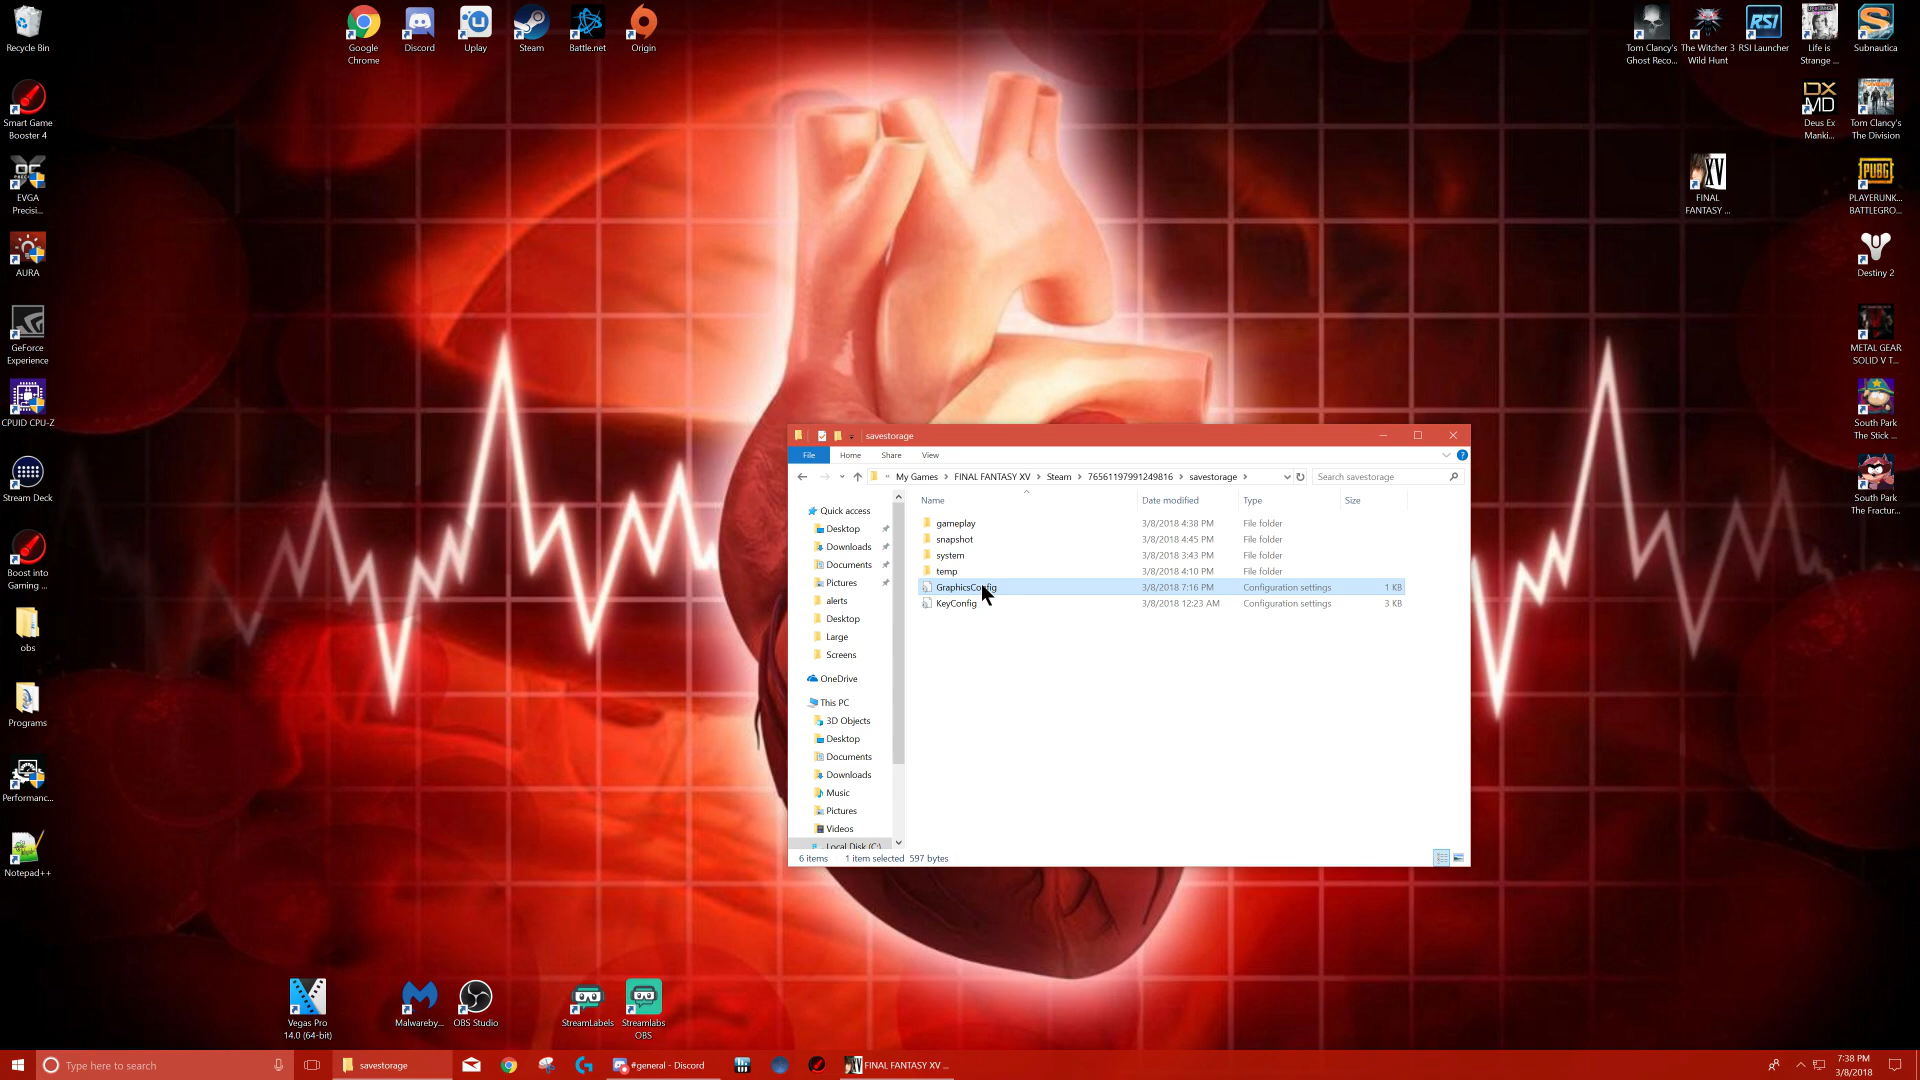 Recycle Bin
Google
Chrome
Discord
Uplay
Steam
Battle.net
Origin
Tom Clancy's
Ghost Reco...
The Witcher 3
Wild Hunt
RSI
RSI Launcher
Life is
Strange ...
Subnautica
Smart Game
Booster 4
DX
MD
Deus Ex
Manki...
Tom Clancy's
The Division
EVGA
Precisi...
XV
FINAL
FANTASY ...
PUBG
PLAYERUNK...
BATTLEGRO...
AURA
Destiny 2
GeForce
Experience
METAL GEAR
SOLID V T...
CPUID CPU-Z
South Park
The Stick ...
Stream Deck
South Park
The Fractur...
Boost into
Gaming ...
obs
Programs
Performanc...
Notepad++
savestorage
File
Home
Share
View
My Games
FINAL FANTASY XV
Steam
76561197991249816
savestorage
Search savestorage
Name
Date modified
Type
Size
Quick access
Desktop
Downloads
Documents
Pictures
alerts
Desktop
Large
Screens
OneDrive
This PC
3D Objects
Desktop
Documents
Downloads
Music
Pictures
Videos
Local Disk (C:)
gameplay 3/8/2018 4:38 PM File folder
snapshot 3/8/2018 4:45 PM File folder
system 3/8/2018 3:43 PM File folder
temp 3/8/2018 4:10 PM File folder
GraphicsConfig 3/8/2018 7:16 PM Configuration settings 1 KB
KeyConfig 3/8/2018 12:23 AM Configuration settings 3 KB
6 items 1 item selected 597 bytes
Vegas Pro
14.0 (64-bit)
Malwareby...
OBS Studio
StreamLabels
Streamlabs
OBS
Type here to search
savestorage
#general - Discord
FINAL FANTASY XV ...
7:38 PM
3/8/2018